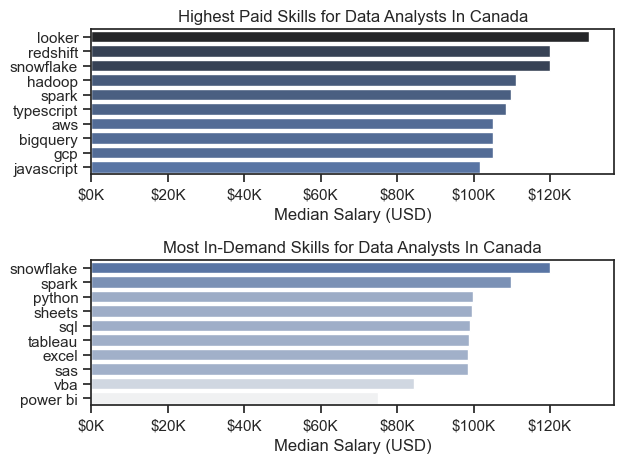 Highest Paid Skills for Data Analysts In Canada
looker
redshift
snowflake
hadoop
spark
typescript
aws
bigquery
gcp
javascript
$0K $20K $40K $60K $80K $100K $120K
Median Salary (USD)
Most In-Demand Skills for Data Analysts In Canada
snowflake
spark
python
sheets
sql
tableau
excel
sas
vba
power bi
$0K $20K $40K $60K $80K $100K $120K
Median Salary (USD)